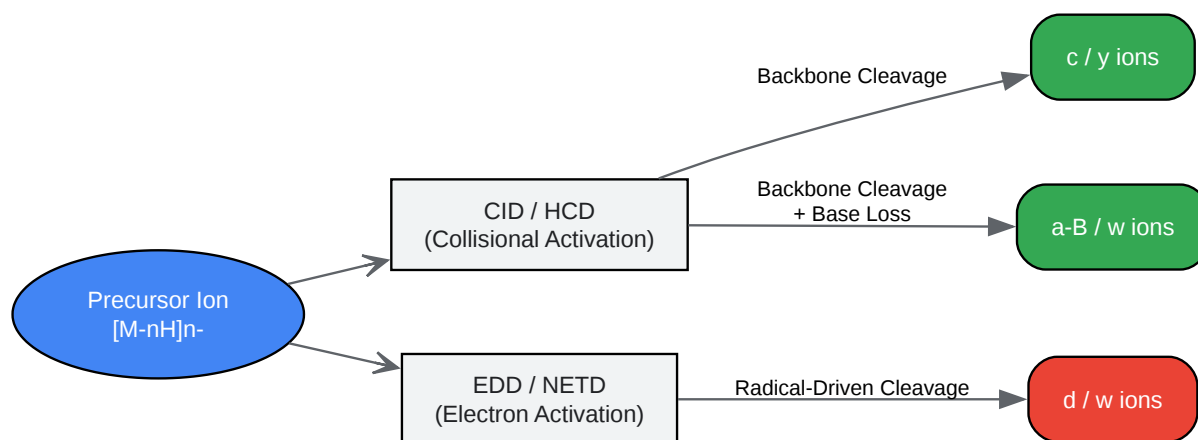 Backbone Cleavage
c / y ions
CID / HCD
(Collisional Activation)
Backbone Cleavage
+ Base Loss
a-B / w ions
Precursor Ion
[M-nH]n-
EDD / NETD
(Electron Activation)
Radical-Driven Cleavage
d / w ions